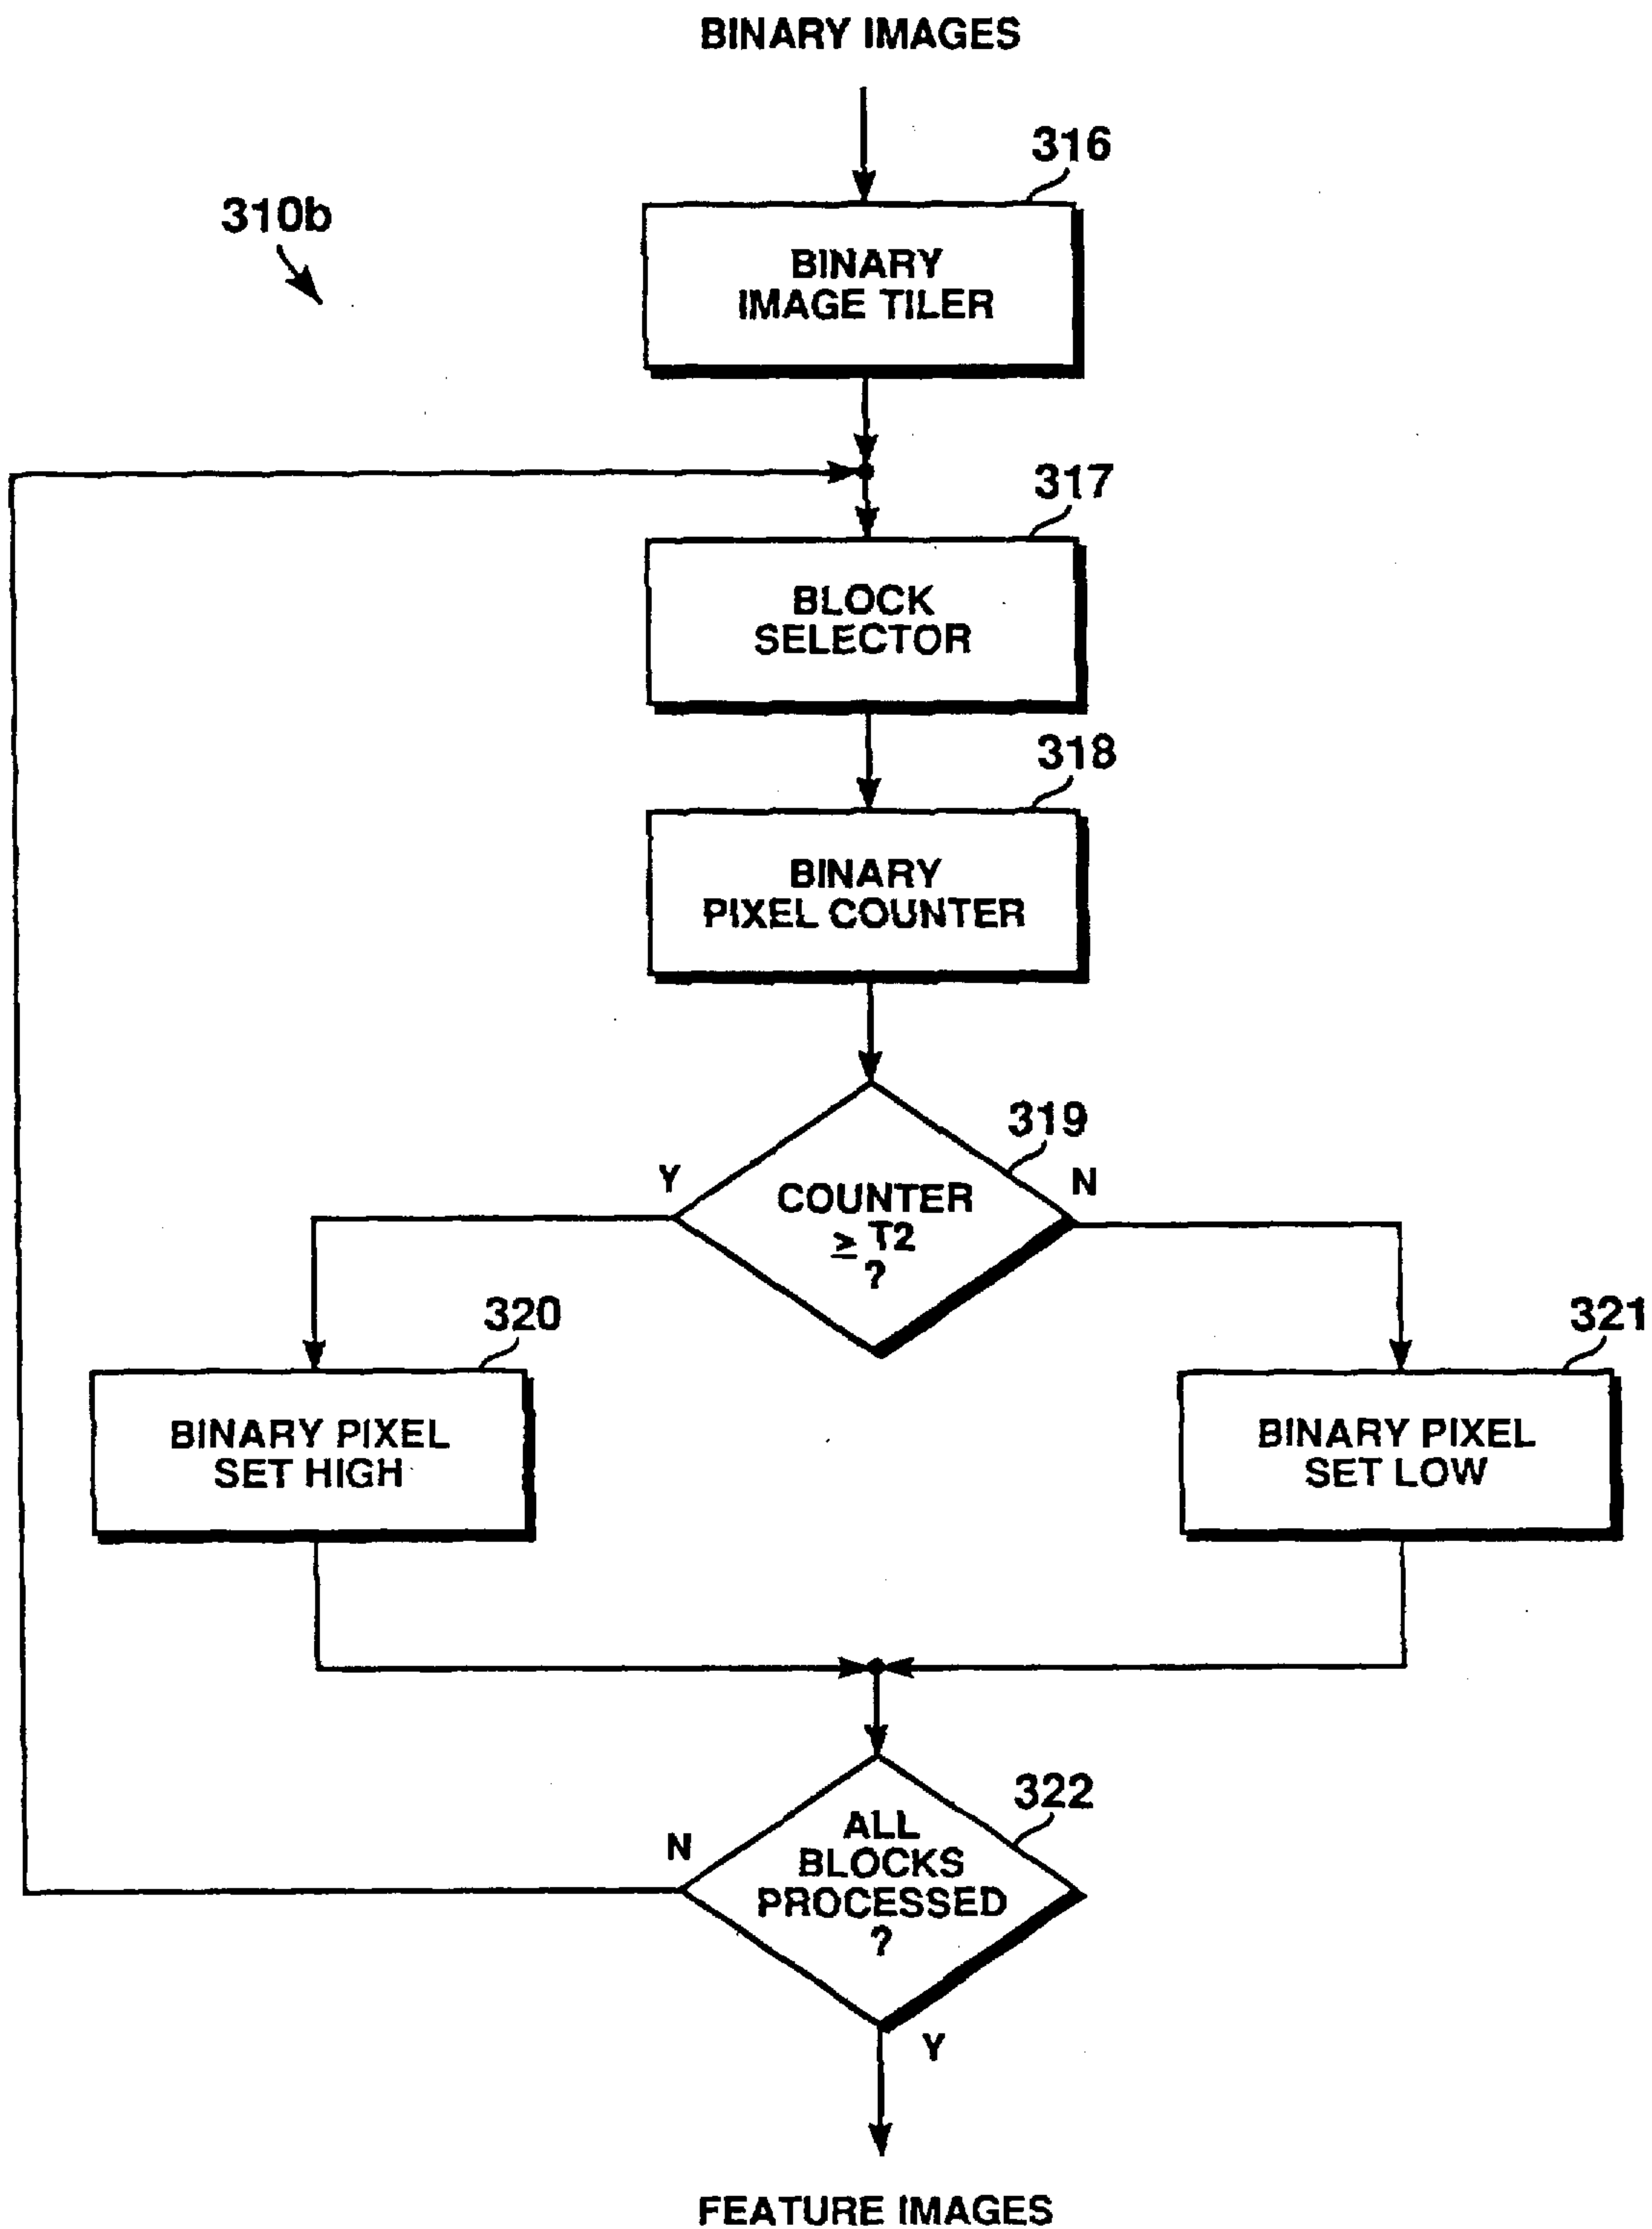 BINARY IMAGES
316
310b
BINARY
IMAGE TILER
317
BLOCK
SELECTOR
318
BINARY
PIXEL COUNTER
319
Y
N
COUNTER
≥ T2
?
320
321
BINARY PIXEL
SET HIGH
BINARY PIXEL
SET LOW
322
N
ALL
BLOCKS
PROCESSED
?
Y
FEATURE IMAGES